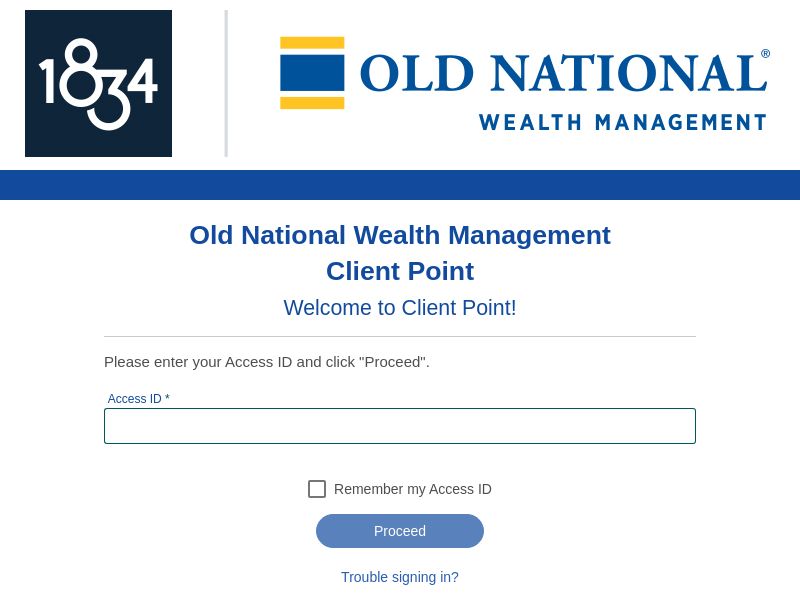 1834
OLD NATIONAL®
WEALTH MANAGEMENT
Old National Wealth Management
Client Point
Welcome to Client Point!
Please enter your Access ID and click "Proceed".
Access ID *
Remember my Access ID
Proceed
Trouble signing in?